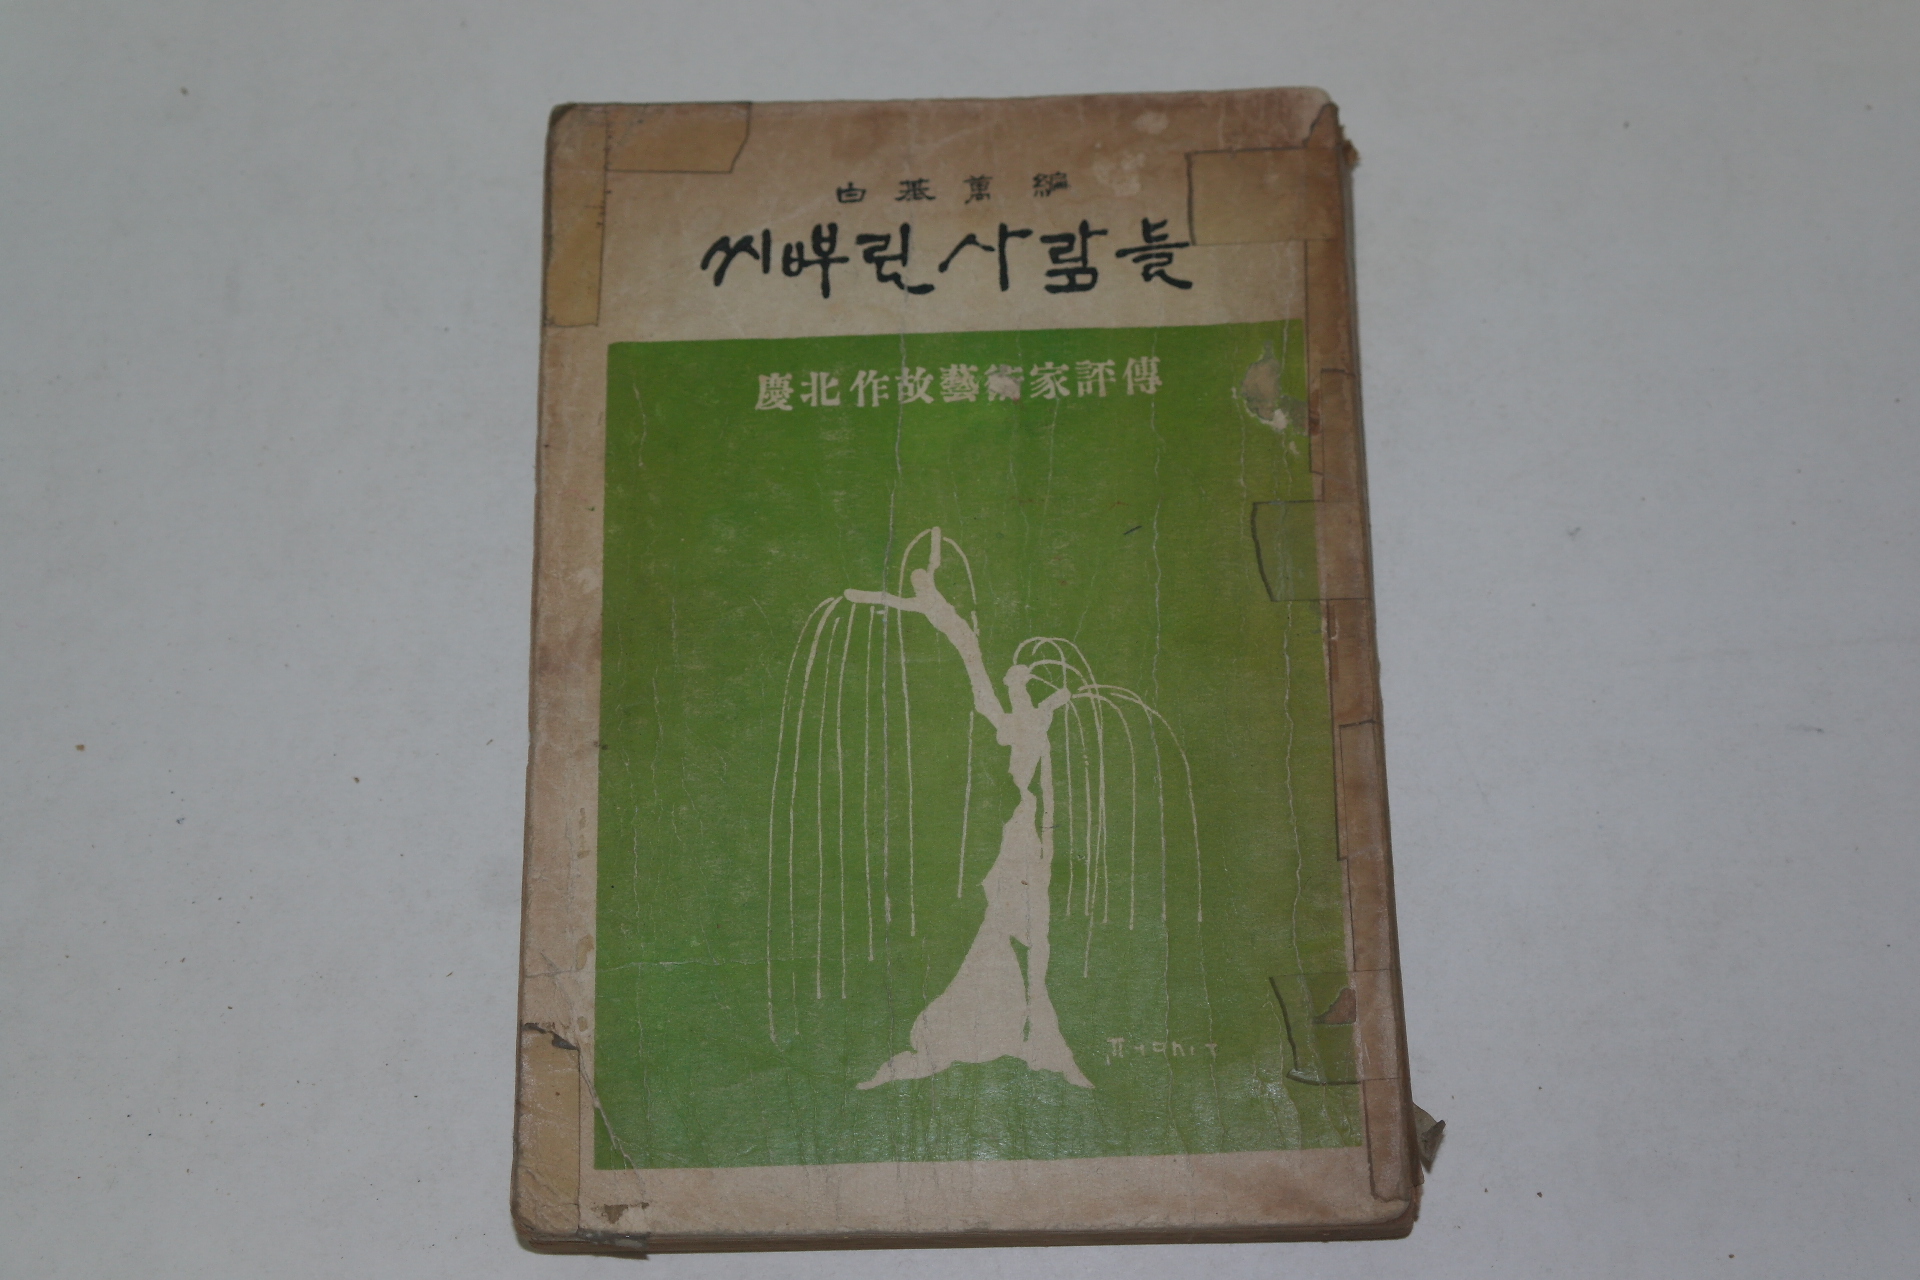 白基萬 編
씨뿌린 사람들
慶北作故藝術家評傳